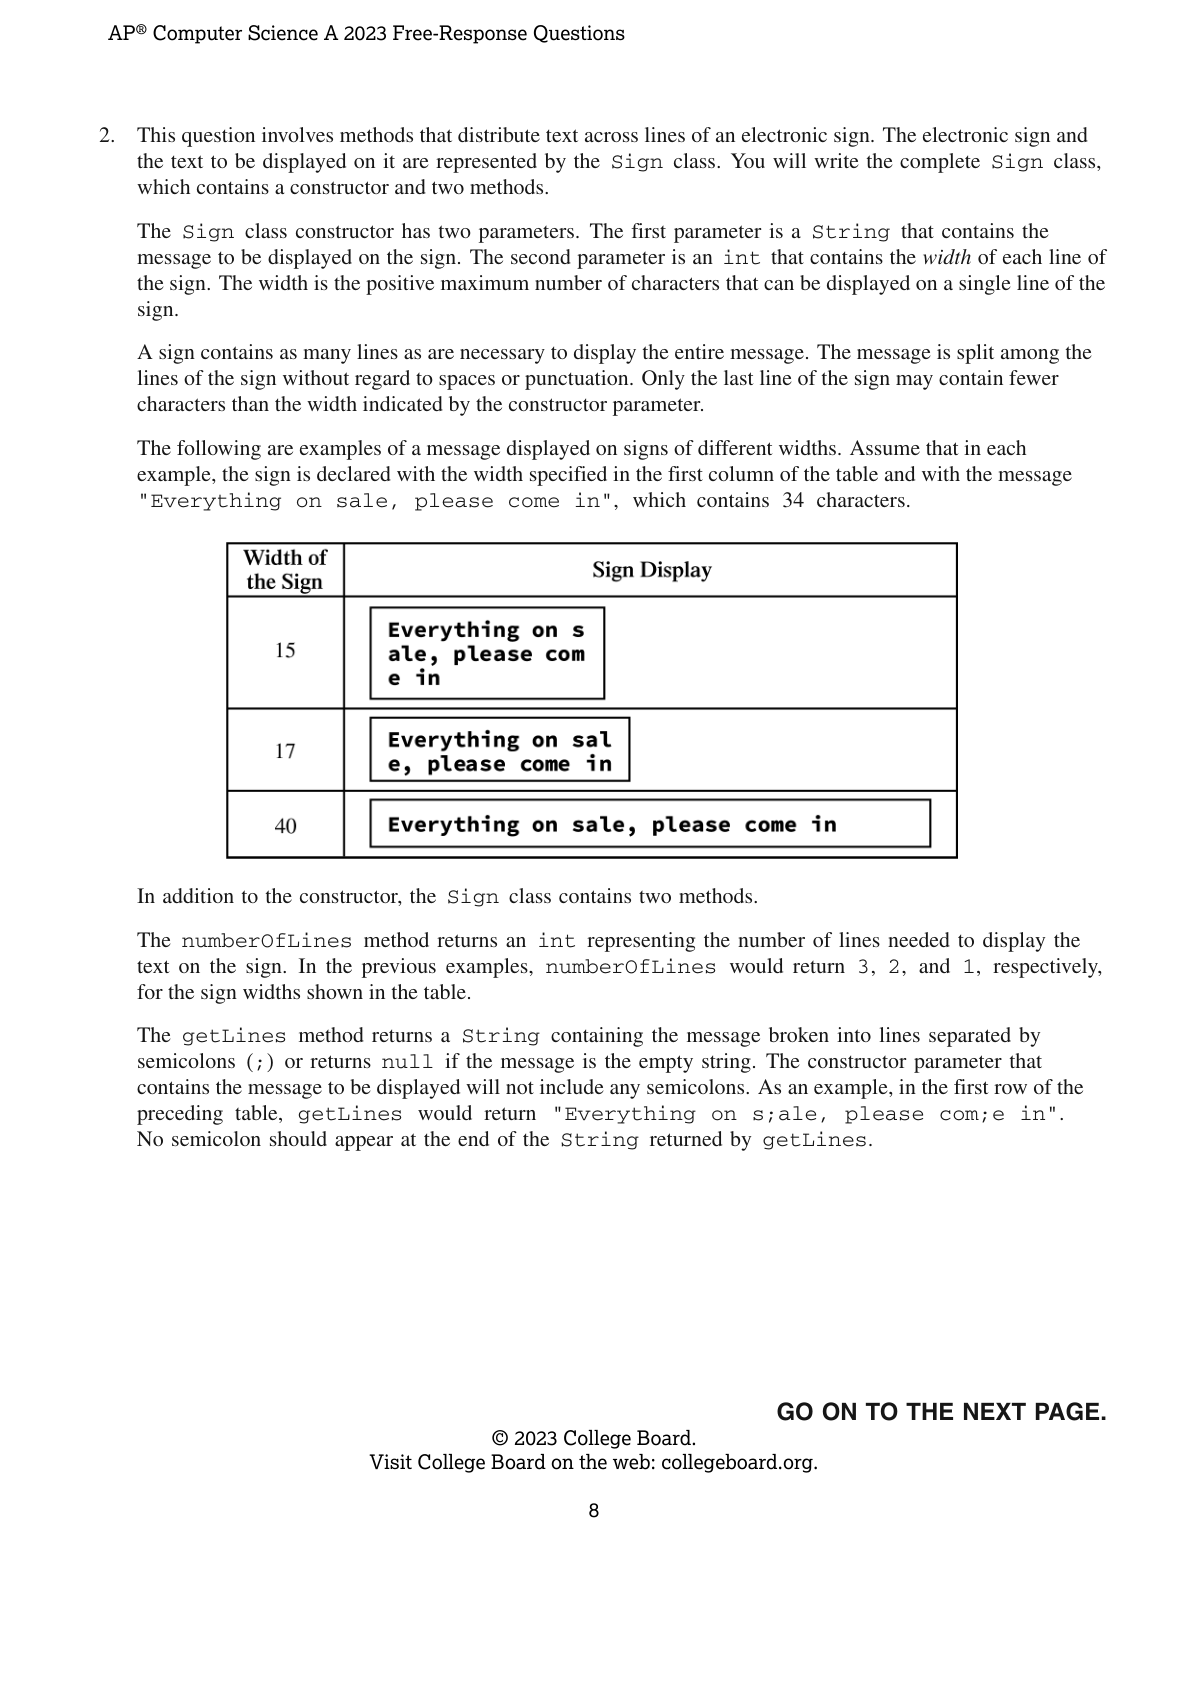 AP® Computer Science A 2023 Free-Response Questions
2. This question involves methods that distribute text across lines of an electronic sign. The electronic sign and
the text to be displayed on it are represented by the Sign class. You will write the complete Sign class,
which contains a constructor and two methods.
The Sign class constructor has two parameters. The first parameter is a String that contains the
message to be displayed on the sign. The second parameter is an int that contains the width of each line of
the sign. The width is the positive maximum number of characters that can be displayed on a single line of the
sign.
A sign contains as many lines as are necessary to display the entire message. The message is split among the
lines of the sign without regard to spaces or punctuation. Only the last line of the sign may contain fewer
characters than the width indicated by the constructor parameter.
The following are examples of a message displayed on signs of different widths. Assume that in each
example, the sign is declared with the width specified in the first column of the table and with the message
"Everything on sale, please come in", which contains 34 characters.
Width of
the Sign
Sign Display
15
Everything on s
ale, please com
e in
17
Everything on sal
e, please come in
40
Everything on sale, please come in
In addition to the constructor, the Sign class contains two methods.
The numberOfLines method returns an int representing the number of lines needed to display the
text on the sign. In the previous examples, numberOfLines would return 3, 2, and 1, respectively,
for the sign widths shown in the table.
The getLines method returns a String containing the message broken into lines separated by
semicolons (;) or returns null if the message is the empty string. The constructor parameter that
contains the message to be displayed will not include any semicolons. As an example, in the first row of the
preceding table, getLines would return "Everything on s;ale, please com;e in".
No semicolon should appear at the end of the String returned by getLines.
GO ON TO THE NEXT PAGE.
© 2023 College Board.
Visit College Board on the web: collegeboard.org.
8